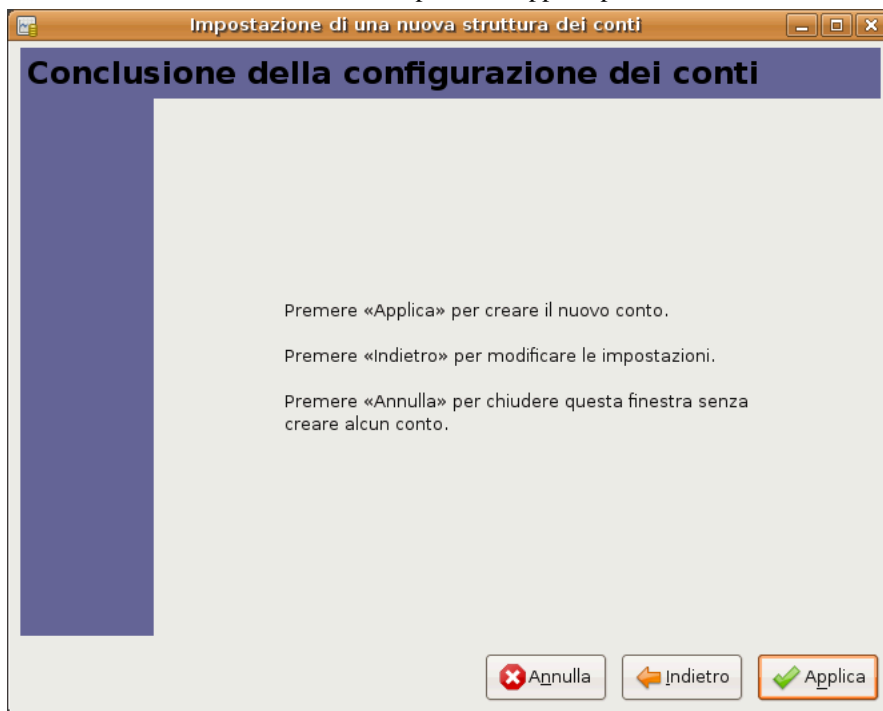 Impostazione di una nuova struttura dei conti
Conclusione della configurazione dei conti
Premere «Applica» per creare il nuovo conto.
Premere «Indietro» per modificare le impostazioni.
Premere «Annulla» per chiudere questa finestra senza
creare alcun conto.
Annulla
Indietro
Applica